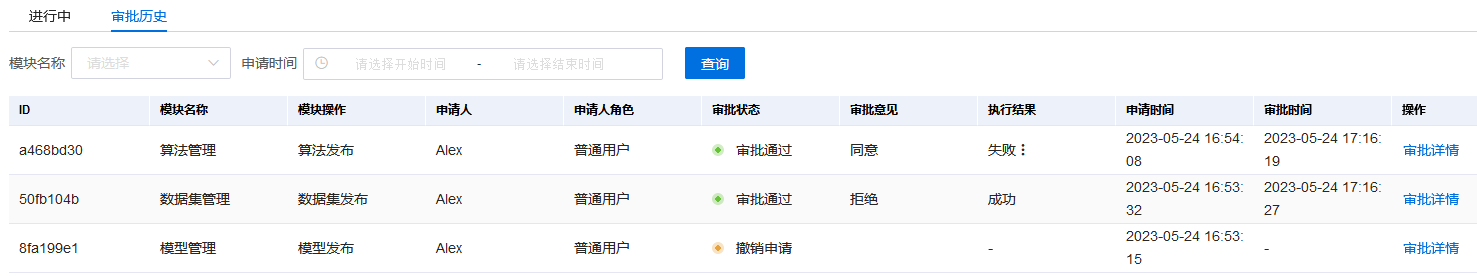 进行中 审批历史
模块名称 请选择 申请时间 请选择开始时间 - 请选择结束时间 查询
ID 模块名称 模块操作 申请人 申请人角色 审批状态 审批意见 执行结果 申请时间 审批时间 操作
a468bd30 算法管理 算法发布 Alex 普通用户 审批通过 同意 失败 2023-05-24 16:54: 2023-05-24 17:16: 审批详情
08 19
50fb104b 数据集管理 数据集发布 Alex 普通用户 审批通过 拒绝 成功 2023-05-24 16:53: 2023-05-24 17:16: 审批详情
32 27
8fa199e1 模型管理 模型发布 Alex 普通用户 撤销申请 - 2023-05-24 16:53: - 审批详情
15